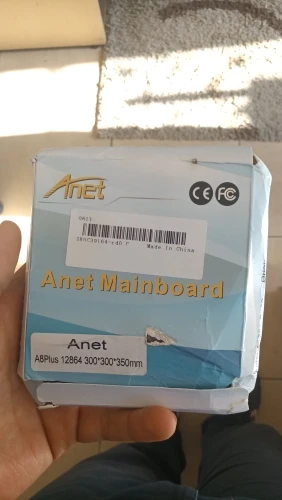 Anet
CE FC
Made in China
Anet Mainboard
Anet
A8Plus 12864 300*300*350mm